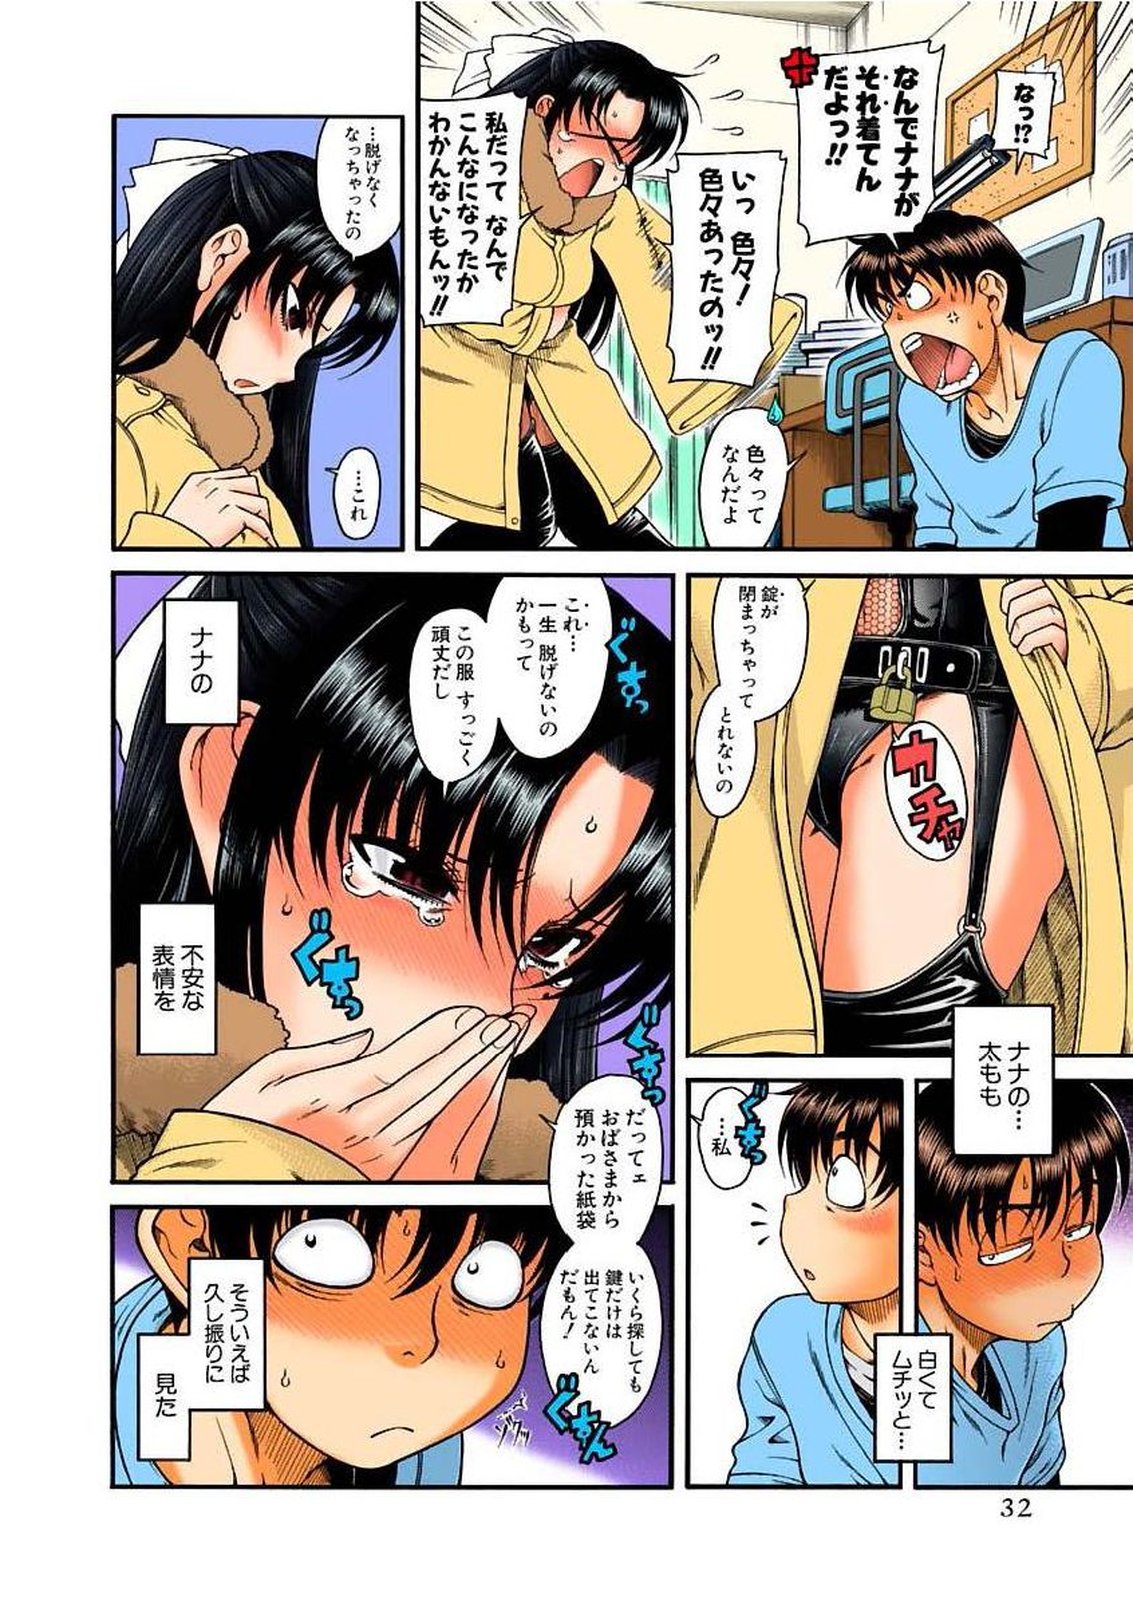 なっ!?
なんでナナが
それ着てん
だよっ!!
いっ 色々!
色々あったのッ!!
色々って
なんだよ
私だって なんで
こんなになったか
わかんないもんッ!!
…脱げなく
なっちゃったの
…これ
錠が
閉まっちゃって
とれないの
カチャ
ナナの…
太もも
白くて
ムチッと…
ぐすっ
…私
ぐすっ
これ…
一生 脱げないの
かもって
この服 すっごく
頑丈だし
ぐすっ
ぐすっ
だってェ
おばさまから
預かった紙袋
いくら探しても
鍵だけは
出てこないん
だもん!
ぐすん
ナナの
不安な
表情を
そういえば
久し振りに
見た
ゾクッ
32